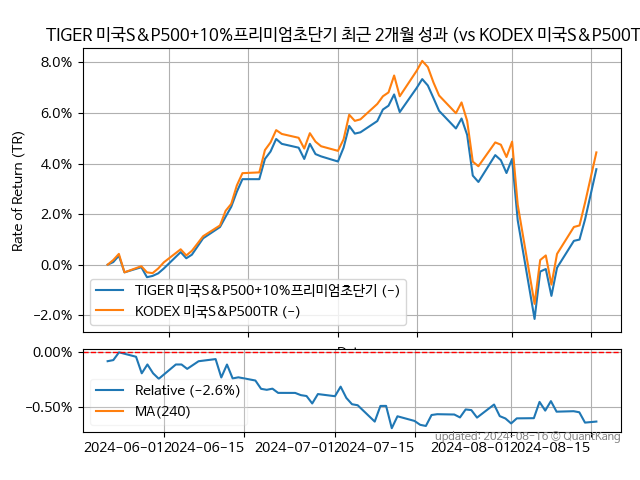 TIGER 미국S&P500+10%프리미엄초단기 최근 2개월 성과 (vs KODEX 미국S&P500T
8.0%
6.0%
4.0%
2.0%
0.0%
−2.0%
Rate of Return (TR)
TIGER 미국S&P500+10%프리미엄초단기 (-)
KODEX 미국S&P500TR (-)
0.00%
−0.50%
Relative (-2.6%)
MA(240)
updated: 2024-08-16 © QuantKang
2024-06-01 2024-06-15 2024-07-01 2024-07-15 2024-08-01 2024-08-15